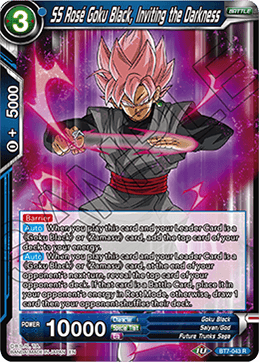 3
SS Rosé Goku Black, Inviting the Darkness
BATTLE
+ 5000
Barrier
Auto When you play this card and your Leader Card is a
《Goku Black》 or 《Zamasu》 card, add the top card of your
deck to your energy.
Auto When you play this card and your Leader Card is a
《Goku Black》 or 《Zamasu》 card, at the end of your
opponent's next turn, reveal the top card of your
opponent's deck. If that card is a Battle Card, place it in
your opponent's energy in Rest Mode, otherwise, draw 1
card then your opponent shuffles their deck.
POWER
10000
Character Goku Black
Special Trait Saiyan/God
Era Future Trunks Saga
BT7-043 R